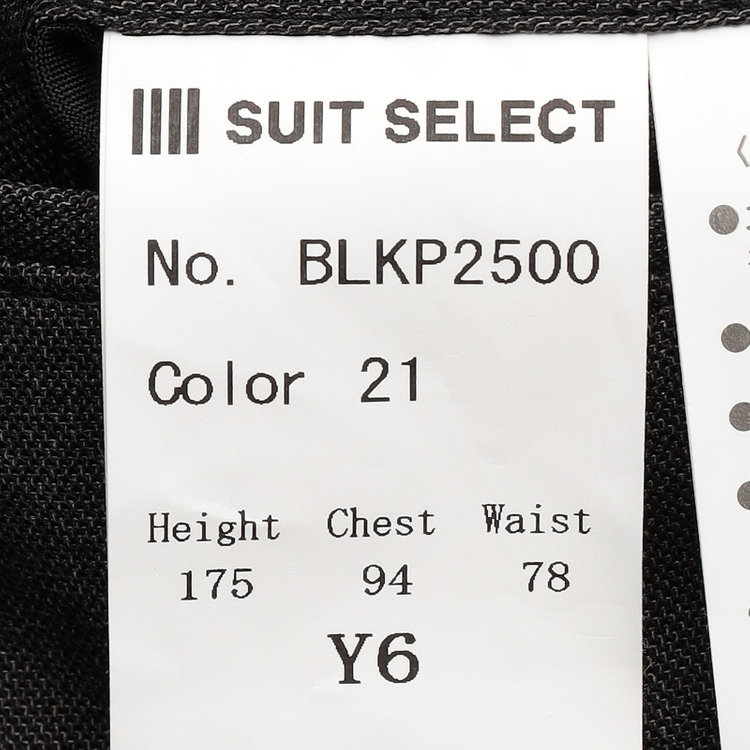 SUIT SELECT
No. BLKP2500
Color 21
Height Chest Waist
175 94 78
Y6